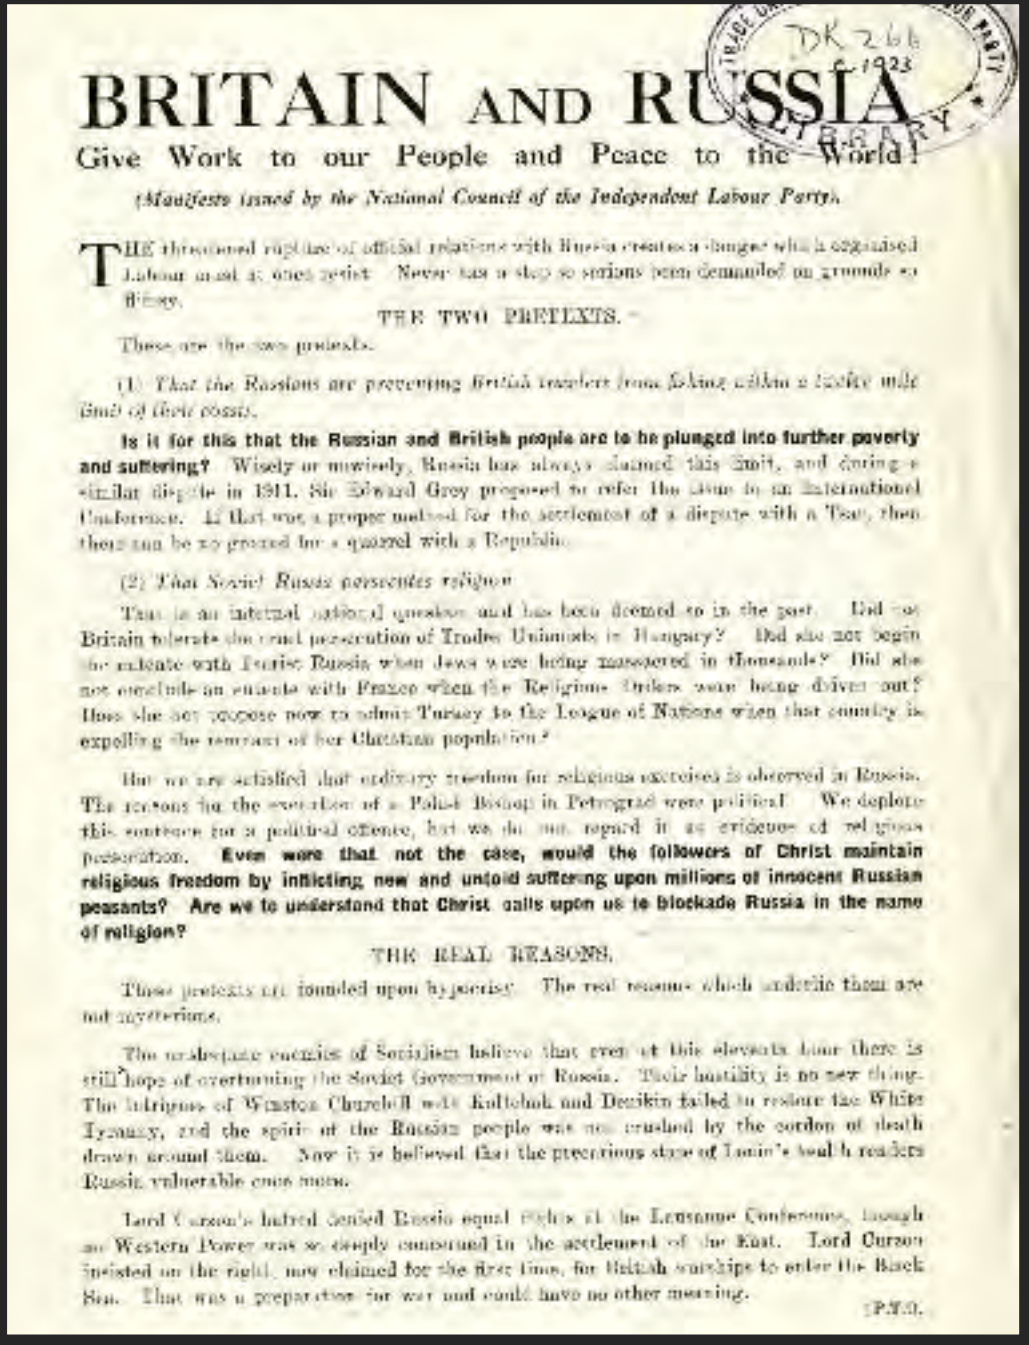 TRADE UNION LABOUR PARTY
DK 266
c. 1923
LIBRARY
BRITAIN AND RUSSIA
Give Work to our People and Peace to the World!
(Manifesto issued by the National Council of the Independent Labour Party).
THE threatened rupture of official relations with Russia creates a danger which organised
Labour must at once resist. Never has a step so serious been demanded on grounds so
flimsy.
THE TWO PRETEXTS.
These are the two pretexts.
(1) That the Russians are preventing British trawlers from fishing within a twelve mile
limit of their coasts.
Is it for this that the Russian and British people are to be plunged into further poverty
and suffering? Wisely or unwisely, Russia has always claimed this limit, and during a
similar dispute in 1911, Sir Edward Grey proposed to refer the issue to an International
Conference. If that was a proper method for the settlement of a dispute with a Tsar, then
there can be no ground for a quarrel with a Republic.
(2) That Soviet Russia persecutes religion
That is an internal national question and has been deemed so in the past. Did not
Britain tolerate the cruel persecution of Trades Unionists in Hungary? Did she not begin
the entente with Tsarist Russia when Jews were being massacred in thousands? Did she
not conclude an entente with France when the Religious Orders were being driven out?
Does she not propose now to admit Turkey to the League of Nations when that country is
expelling the remnant of her Christian population?
But we are satisfied that ordinary freedom for religious exercises is observed in Russia.
The reasons for the execution of a Polish Bishop in Petrograd were political. We deplore
this sentence for a political offence, but we do not regard it as evidence of religious
persecution. Even were that not the case, would the followers of Christ maintain
religious freedom by inflicting new and untold suffering upon millions of innocent Russian
peasants? Are we to understand that Christ calls upon us to blockade Russia in the name
of religion?
THE REAL REASONS.
These pretexts are founded upon hypocrisy. The real reasons which underlie them are
not mysterious.
The enemies of Socialism believe that even at this eleventh hour there is
still hope of overturning the Soviet Government of Russia. Their hostility is no new thing.
The intrigues of Winston Churchill with Koltchak and Denikin failed to restore the White
Tyranny, and the spirit of the Russian people was not crushed by the cordon of death
drawn around them. Now it is believed that the precarious state of Lenin's health renders
Russia vulnerable once more.
Lord Curzon's hatred denied Russia equal rights at the Lausanne Conference, though
no Western Power was so deeply concerned in the settlement of the East. Lord Curzon
insisted on the right, now claimed for the first time, for British warships to enter the Black
Sea. That was a preparation for war and could have no other meaning.
[P.T.O.